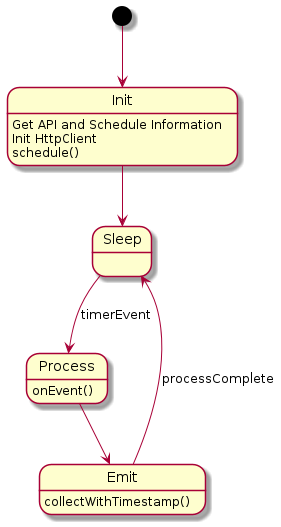 Init
Get API and Schedule Information
Init HttpClient
schedule()
Sleep
timerEvent
Process
onEvent()
processComplete
Emit
collectWithTimestamp()